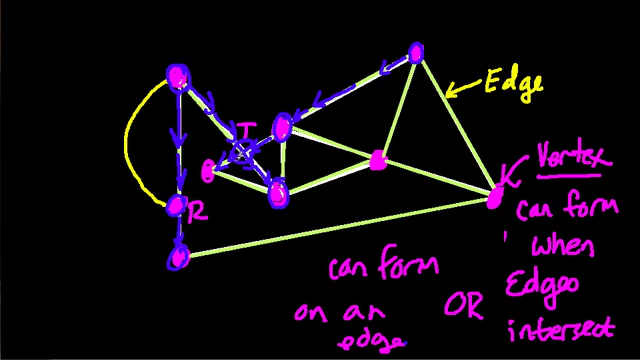 Edge
I
R
Vertex
can form
when
Edges
intersect
can form
on an
edge
OR